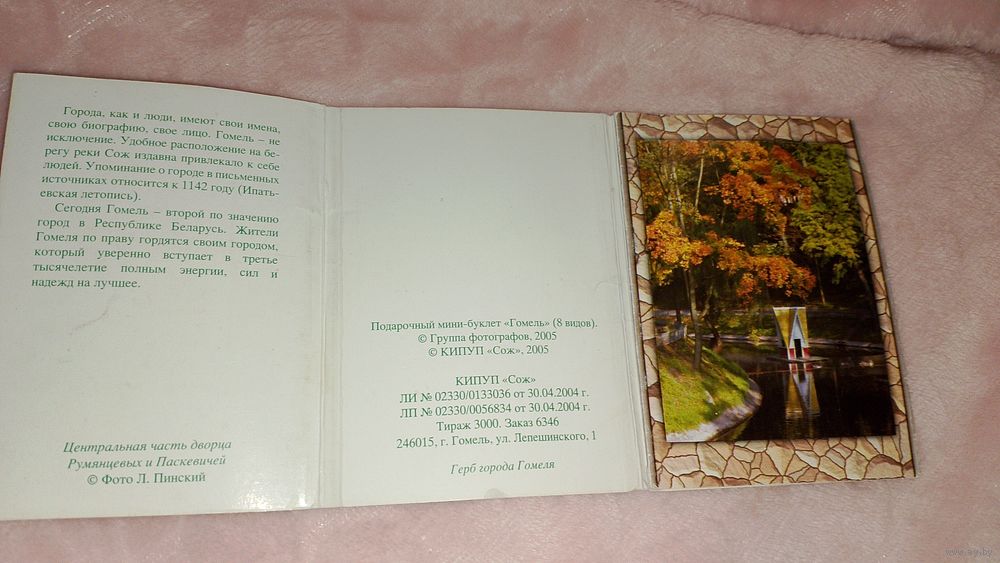 Города, как и люди, имеют свои имена,
свою биографию, свое лицо. Гомель – не
исключение. Удобное расположение на бе-
регу реки Сож издавна привлекало к себе
людей. Упоминание о городе в письменных
источниках относится к 1142 году (Ипать-
евская летопись).
Сегодня Гомель – второй по значению
город в Республике Беларусь. Жители
Гомеля по праву гордятся своим городом,
который уверенно вступает в третье
тысячелетие полным энергии, сил и
надежд на лучшее.
Центральная часть дворца
Румянцевых и Паскевичей
© Фото Л. Пинский
Подарочный мини-буклет «Гомель» (8 видов).
© Группа фотографов, 2005
© КИПУП «Сож», 2005
КИПУП «Сож»
ЛИ № 02330/0133036 от 30.04.2004 г.
ЛП № 02330/0056834 от 30.04.2004 г.
Тираж 3000. Заказ 6346
246015, г. Гомель, ул. Лепешинского, 1
Герб города Гомеля
www.ay.by